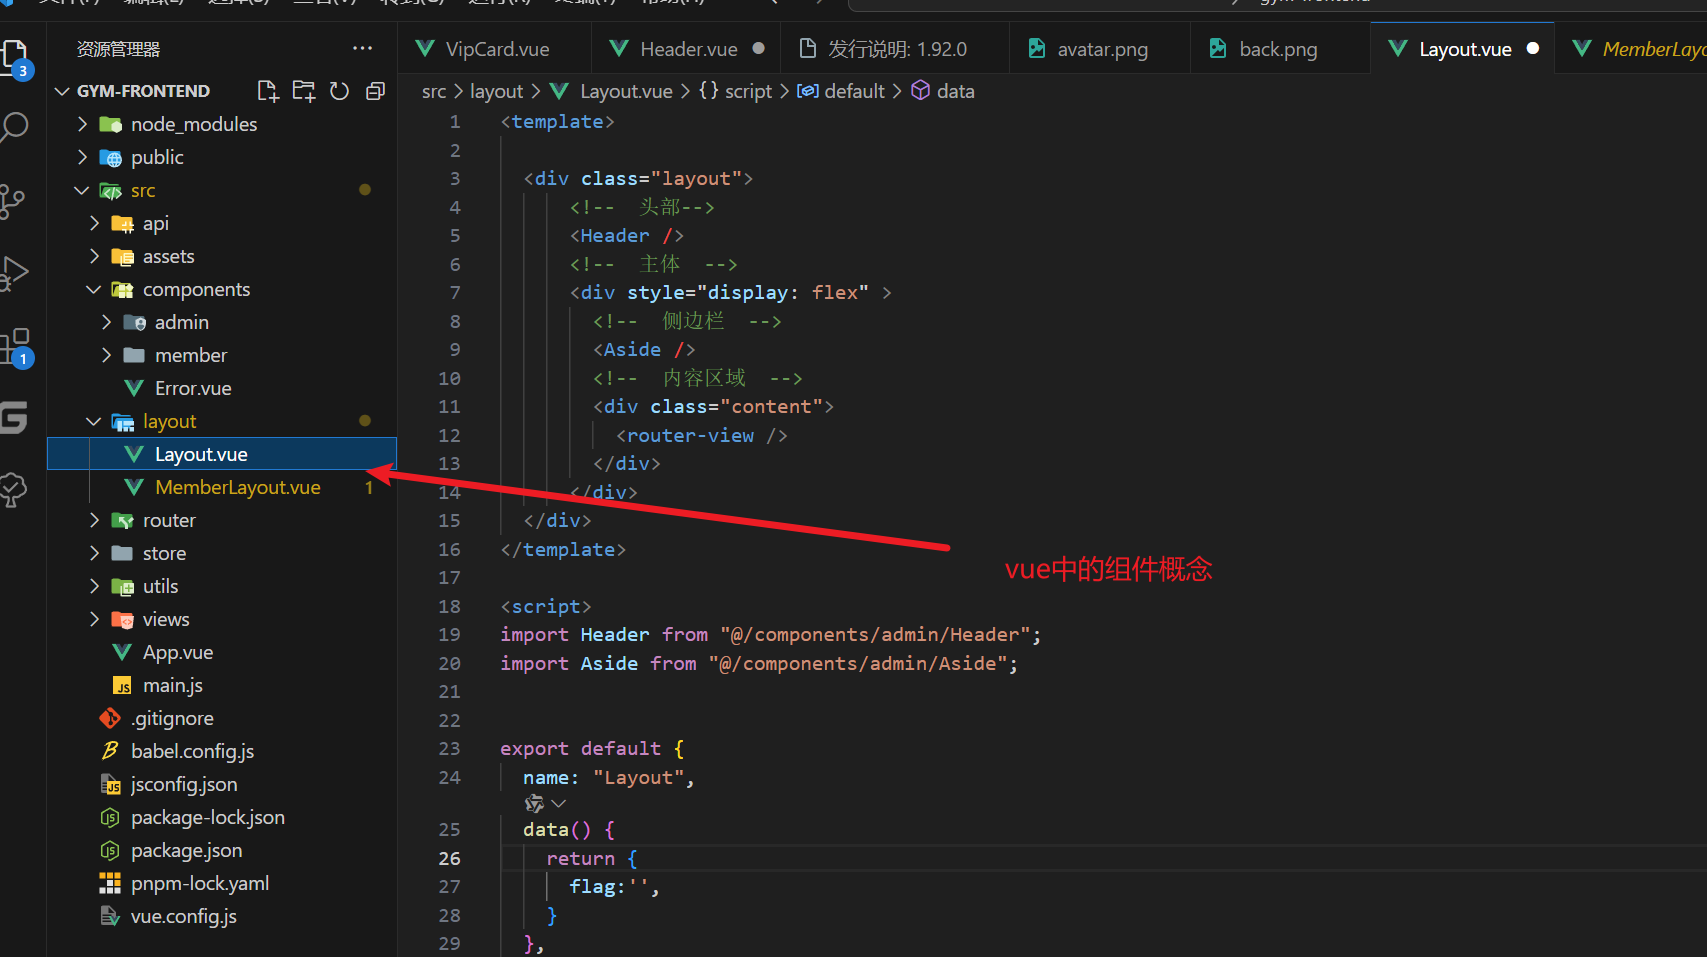 gym-frontend
3
资源管理器 ···
VipCard.vue
Header.vue
发行说明: 1.92.0
avatar.png
back.png
Layout.vue
MemberLayo
GYM-FRONTEND
node_modules
public
src
api
assets
components
admin
member
Error.vue
layout
Layout.vue
MemberLayout.vue 1
router
store
utils
views
App.vue
JS main.js
.gitignore
babel.config.js
jsconfig.json
package-lock.json
package.json
pnpm-lock.yaml
vue.config.js
1
src > layout > Layout.vue > {} script > default > data
1 <template>
2
3 <div class="layout">
4 <!-- 头部-->
5 <Header />
6 <!-- 主体 -->
7 <div style="display: flex" >
8 <!-- 侧边栏 -->
9 <Aside />
10 <!-- 内容区域 -->
11 <div class="content">
12 <router-view />
13 </div>
14 </div>
15 </div>
16 </template>
17
18 <script>
19 import Header from "@/components/admin/Header";
20 import Aside from "@/components/admin/Aside";
21
22
23 export default {
24 name: "Layout",
25 data() {
26 return {
27 flag:'',
28 }
29 },
vue中的组件概念